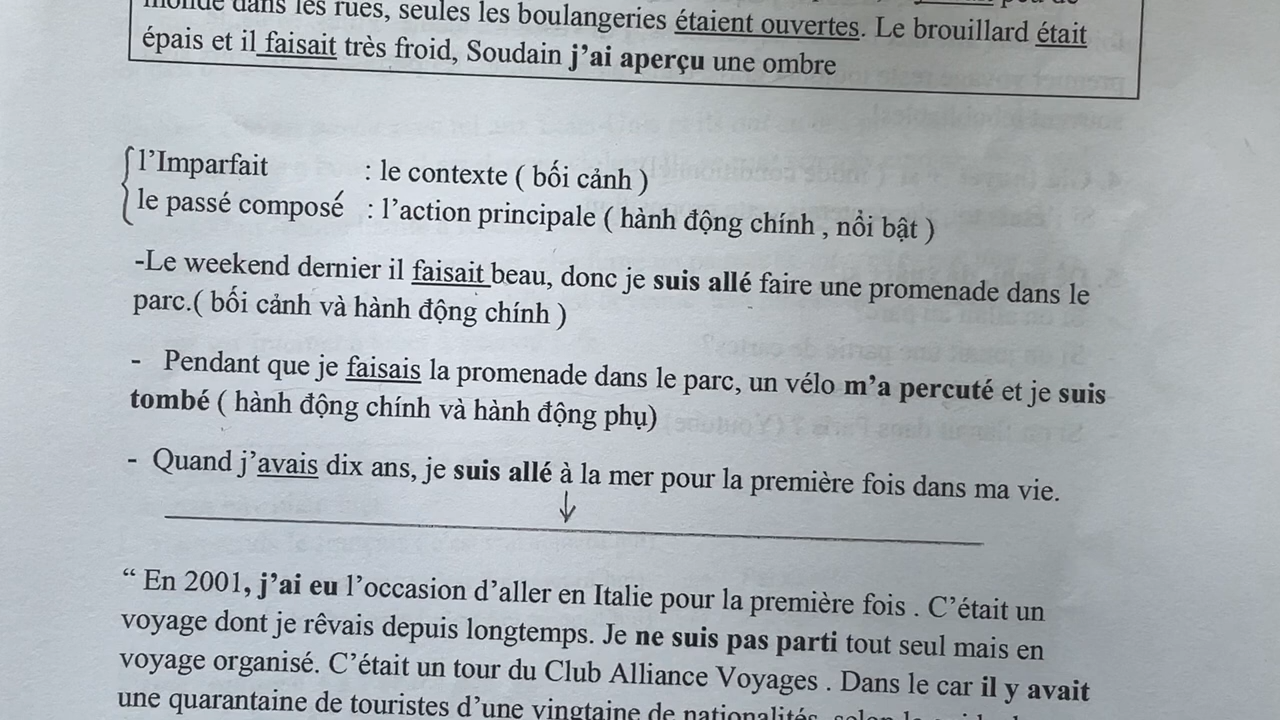 dans les rues, seules les boulangeries étaient ouvertes. Le brouillard était
épais et il faisait très froid, Soudain j’ai aperçu une ombre
l’Imparfait : le contexte ( bối cảnh )
le passé composé : l’action principale ( hành động chính , nổi bật )
-Le weekend dernier il faisait beau, donc je suis allé faire une promenade dans le
parc.( bối cảnh và hành động chính )
- Pendant que je faisais la promenade dans le parc, un vélo m’a percuté et je suis
tombé ( hành động chính và hành động phụ)
- Quand j’avais dix ans, je suis allé à la mer pour la première fois dans ma vie.
“ En 2001, j’ai eu l’occasion d’aller en Italie pour la première fois . C’était un
voyage dont je rêvais depuis longtemps. Je ne suis pas parti tout seul mais en
voyage organisé. C’était un tour du Club Alliance Voyages . Dans le car il y avait
une quarantaine de touristes d’une vingtaine de nationalités,